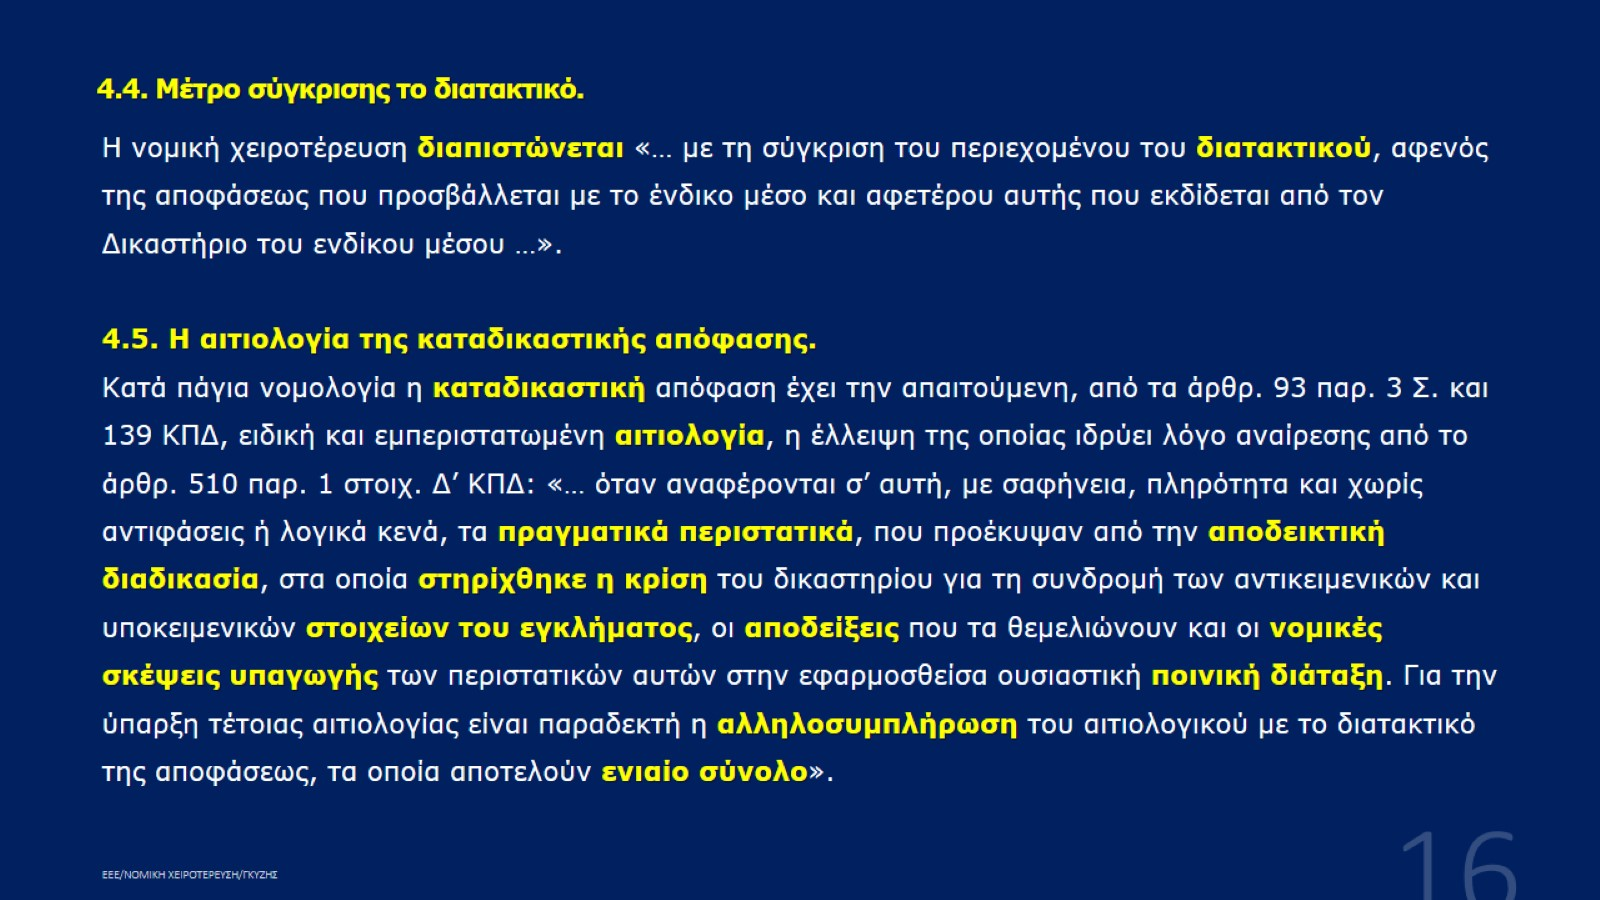 4.4. Μέτρο σύγκρισης το διατακτικό.
Η νομική χειροτέρευση διαπιστώνεται «… με τη σύγκριση του περιεχομένου του διατακτικού, αφενός
της αποφάσεως που προσβάλλεται με το ένδικο μέσο και αφετέρου αυτής που εκδίδεται από τον
Δικαστήριο του ενδίκου μέσου …».
4.5. Η αιτιολογία της καταδικαστικής απόφασης.
Κατά πάγια νομολογία η καταδικαστική απόφαση έχει την απαιτούμενη, από τα άρθρ. 93 παρ. 3 Σ. και
139 ΚΠΔ, ειδική και εμπεριστατωμένη αιτιολογία, η έλλειψη της οποίας ιδρύει λόγο αναίρεσης από το
άρθρ. 510 παρ. 1 στοιχ. Δ’ ΚΠΔ: «… όταν αναφέρονται σ’ αυτή, με σαφήνεια, πληρότητα και χωρίς
αντιφάσεις ή λογικά κενά, τα πραγματικά περιστατικά, που προέκυψαν από την αποδεικτική
διαδικασία, στα οποία στηρίχθηκε η κρίση του δικαστηρίου για τη συνδρομή των αντικειμενικών και
υποκειμενικών στοιχείων του εγκλήματος, οι αποδείξεις που τα θεμελιώνουν και οι νομικές
σκέψεις υπαγωγής των περιστατικών αυτών στην εφαρμοσθείσα ουσιαστική ποινική διάταξη. Για την
ύπαρξη τέτοιας αιτιολογίας είναι παραδεκτή η αλληλοσυμπλήρωση του αιτιολογικού με το διατακτικό
της αποφάσεως, τα οποία αποτελούν ενιαίο σύνολο».
ΕΕΕ/ΝΟΜΙΚΗ ΧΕΙΡΟΤΕΡΕΥΣΗ/ΓΚΥΖΗΣ
16